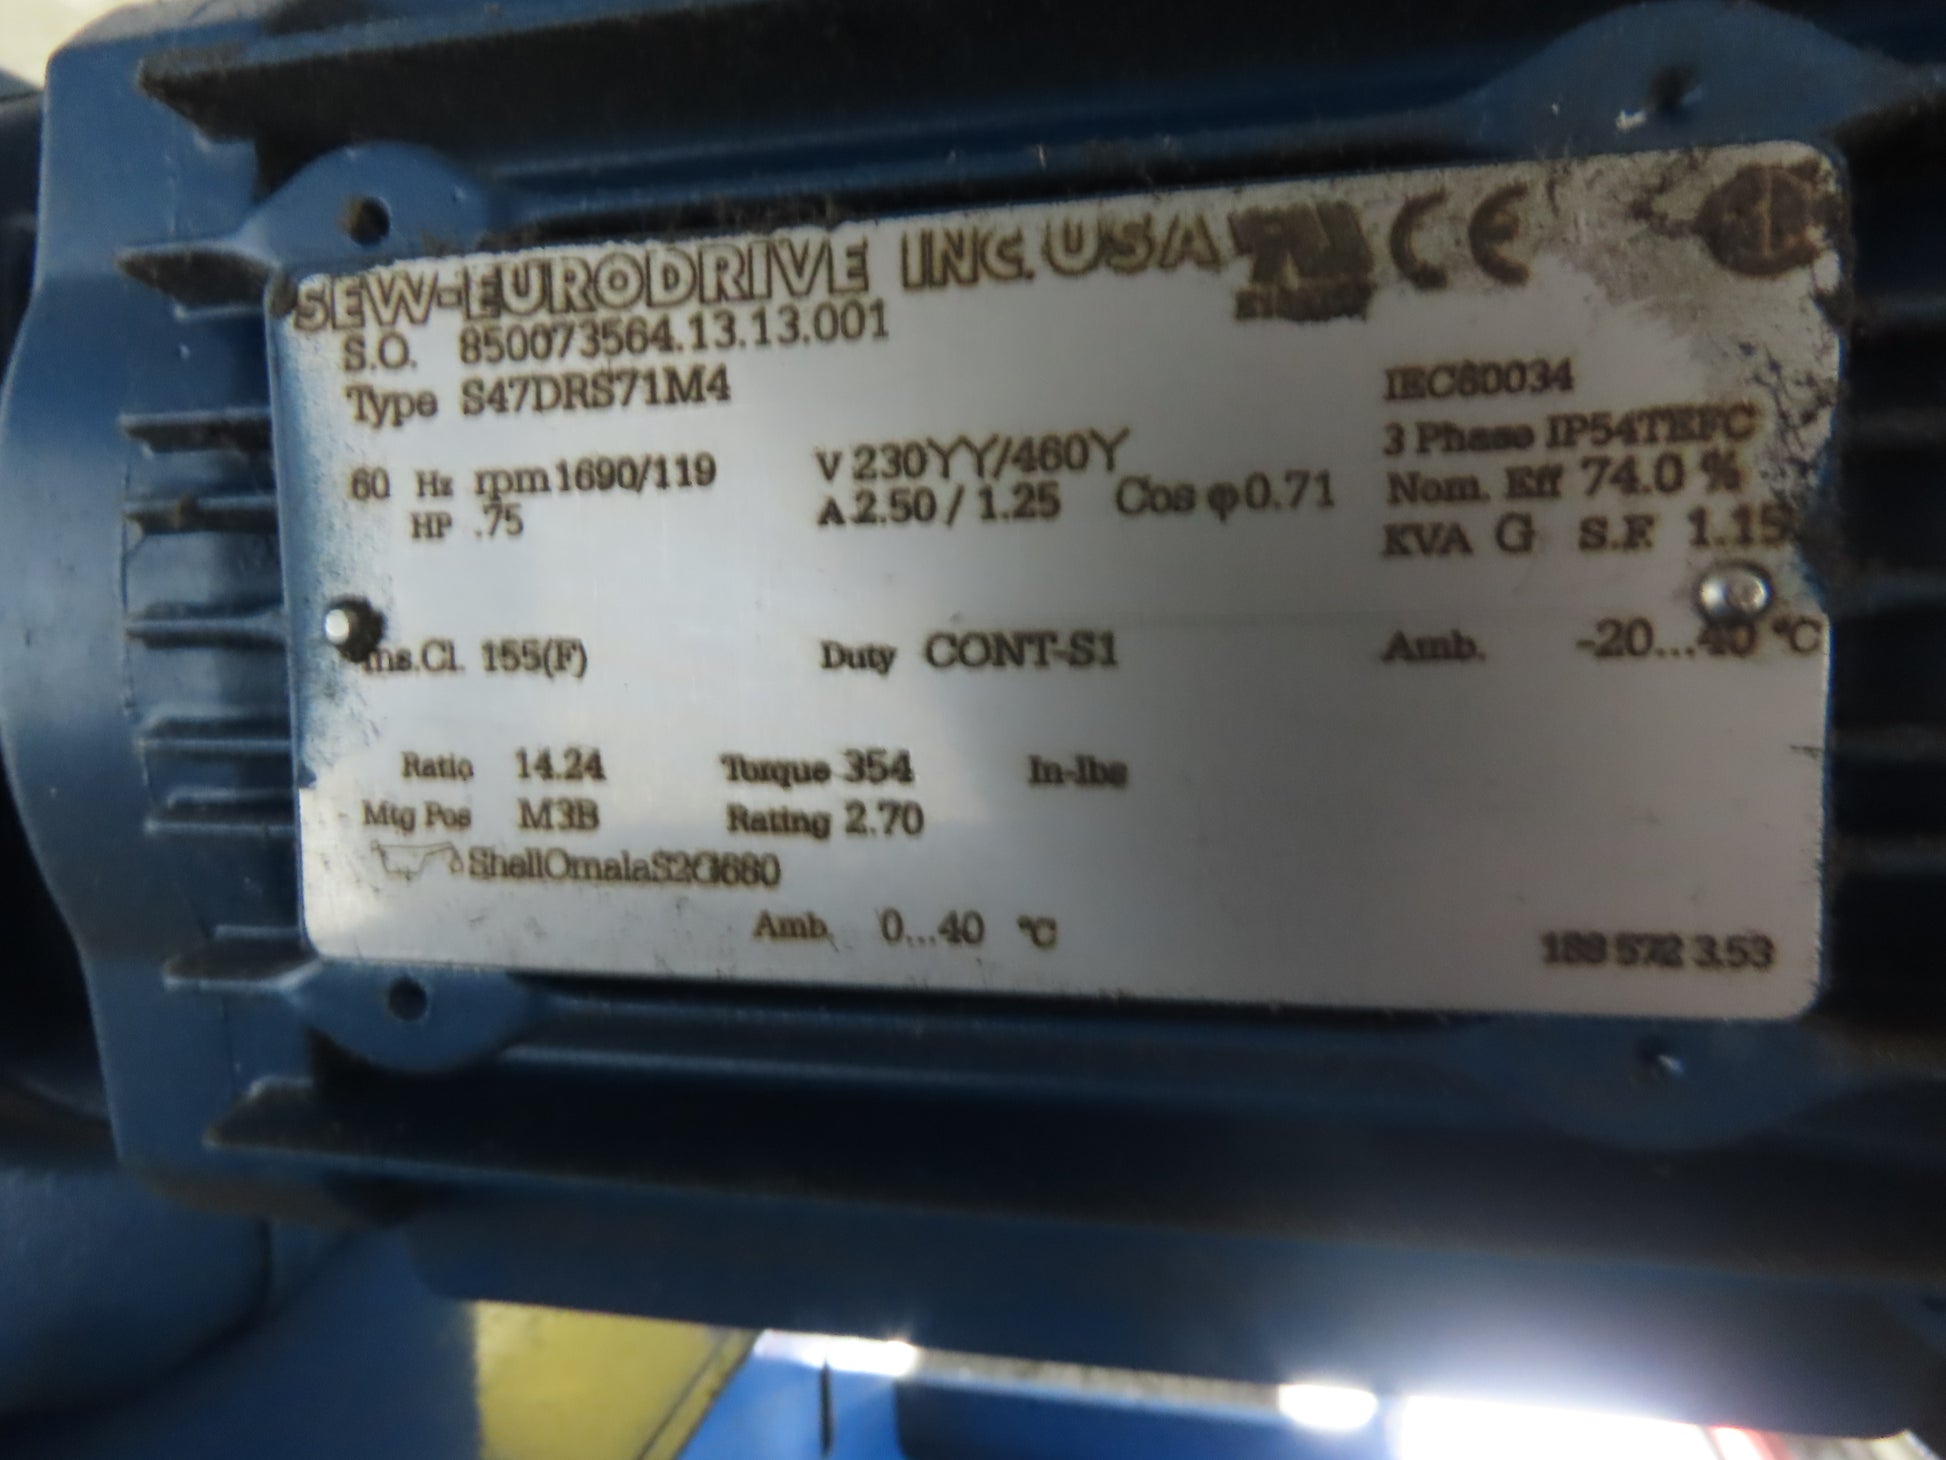 SEW-EURODRIVE INC. USA
S.O. 850073564.13.13.001
Type S47DRS71M4
IEC60034
3 Phase IP54TEFC
60 Hz rpm 1690/119 V 230YY/460Y
Nom. Eff 74.0 %
HP .75 A 2.50 / 1.25 Cos φ 0.71
KVA G S.F. 1.15
ns.Cl. 155(F) Duty CONT-S1 Amb. -20...40 °C
Ratio 14.24 Torque 354 In-lbs
Mtg Pos M3B Rating 2.70
ShellOmalaS2G680
Amb. 0...40 °C
188 572 3.53